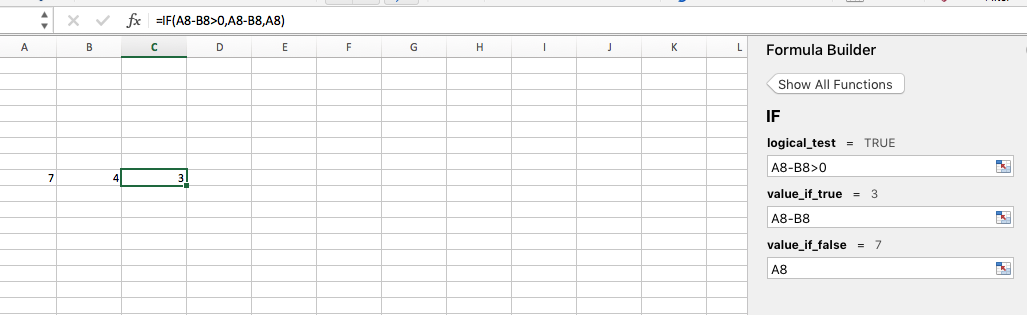 fx =IF(A8-B8>0,A8-B8,A8)
A B C D E F G H I J K L
7 4 3
Formula Builder
Show All Functions
IF
logical_test = TRUE
A8-B8>0
value_if_true = 3
A8-B8
value_if_false = 7
A8